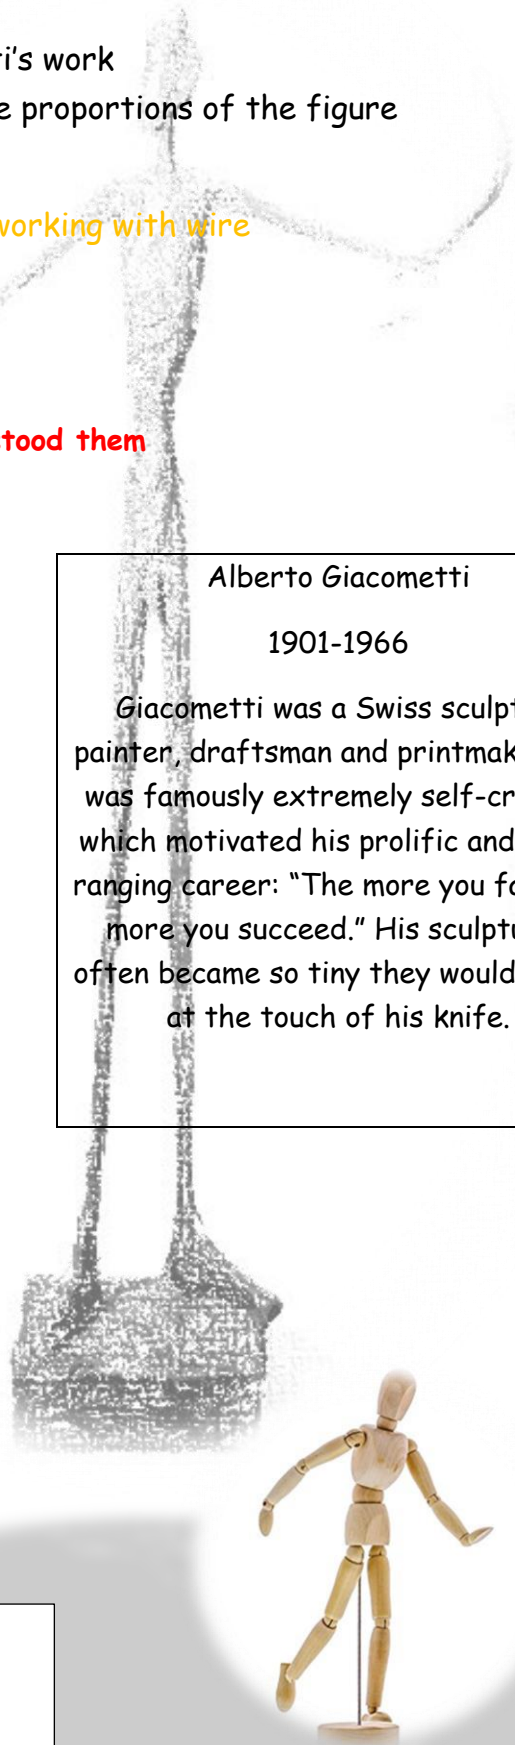 ti's work
e proportions of the figure
working with wire
stood them
Alberto Giacometti
1901-1966
Giacometti was a Swiss sculpt
painter, draftsman and printmak
was famously extremely self-cr
which motivated his prolific and
ranging career: “The more you fa
more you succeed.” His sculptu
often became so tiny they would
at the touch of his knife.